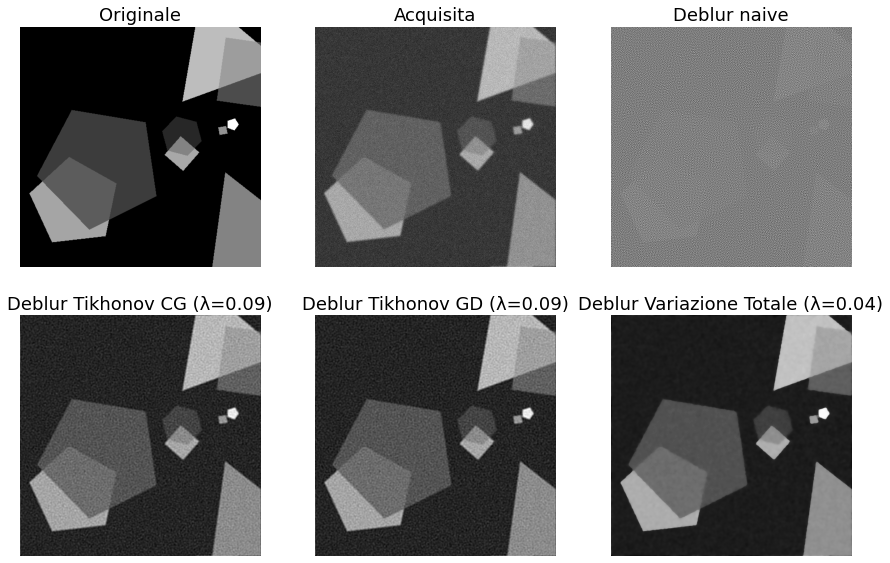 Originale
Acquisita
Deblur naive
Deblur Tikhonov CG (λ=0.09)
Deblur Tikhonov GD (λ=0.09)
Deblur Variazione Totale (λ=0.04)